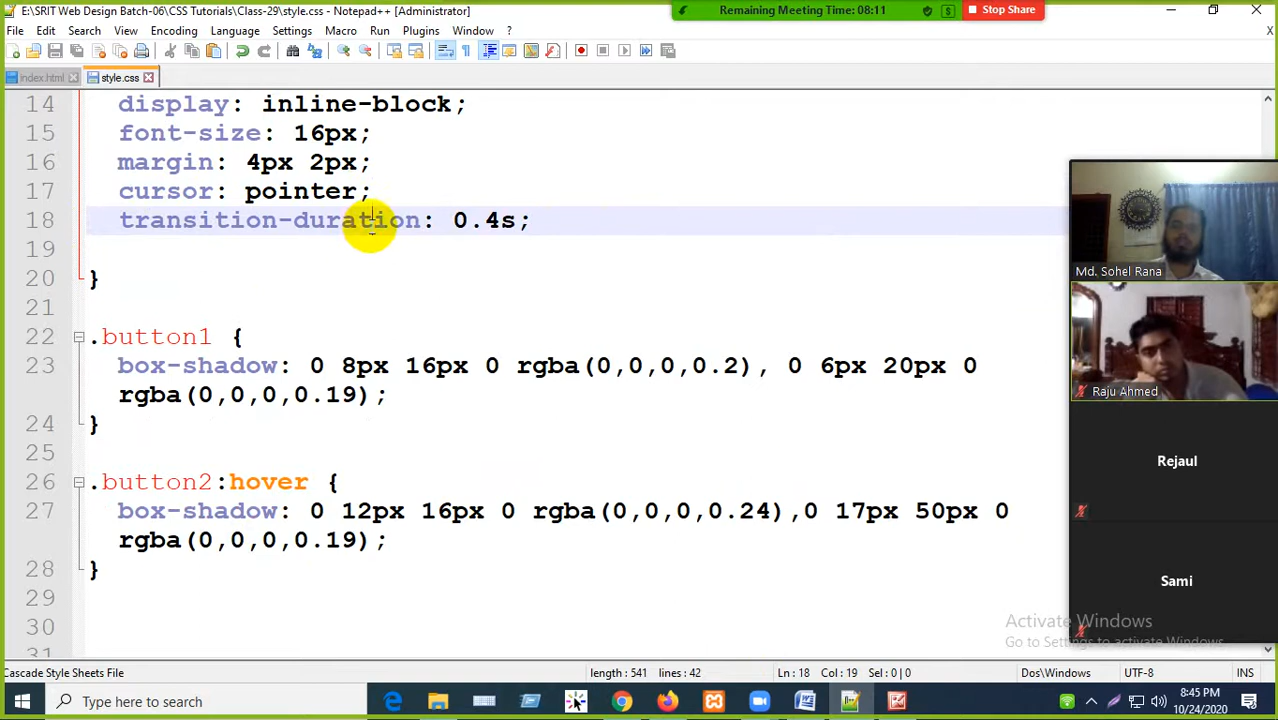 E:\SRIT Web Design Batch-06\CSS Tutorials\Class-29\style.css - Notepad++ [Administrator]
Remaining Meeting Time: 08:11
Stop Share
File Edit Search View Encoding Language Settings Macro Run Plugins Window ? X
index.html style.css
14 display: inline-block;
15 font-size: 16px;
16 margin: 4px 2px;
17 cursor: pointer;
18 transition-duration: 0.4s;
19
20 }
21
22 .button1 {
23 box-shadow: 0 8px 16px 0 rgba(0,0,0,0.2), 0 6px 20px 0
rgba(0,0,0,0.19);
24 }
25
26 .button2:hover {
27 box-shadow: 0 12px 16px 0 rgba(0,0,0,0.24),0 17px 50px 0
rgba(0,0,0,0.19);
28 }
29
30
31
Md. Sohel Rana
Raju Ahmed
Rejaul
Sami
Activate Windows
Go to Settings to activate Windows.
Cascade Style Sheets File length : 541 lines : 42 Ln : 18 Col : 19 Sel : 0 | 0 Dos\Windows UTF-8 INS
Type here to search
8:45 PM
10/24/2020